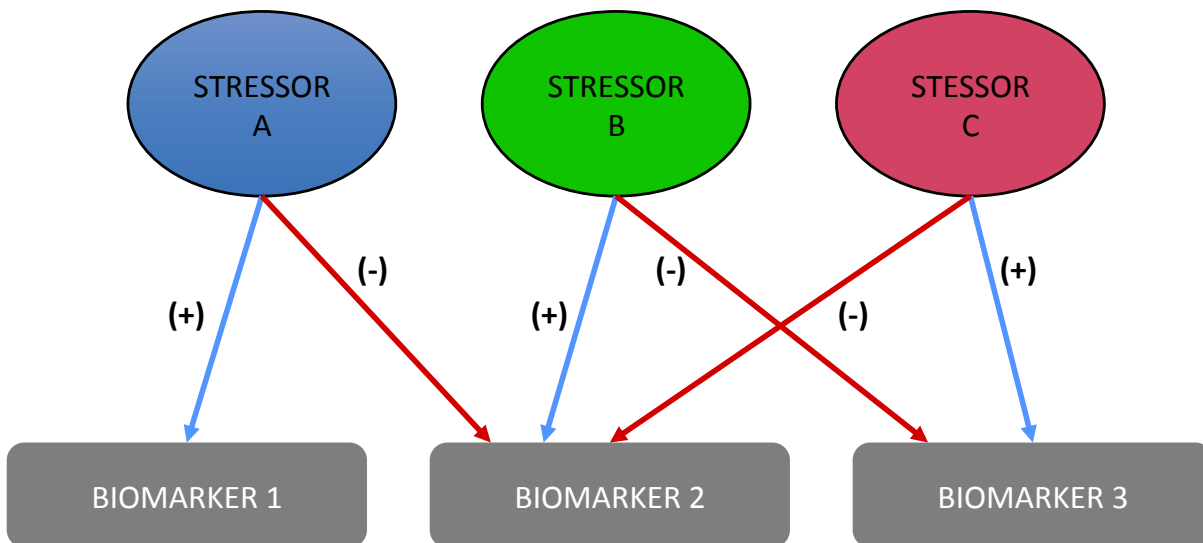 STRESSOR
A
STRESSOR
B
STESSOR
C
(-)
(-)
(+)
(+)
(+)
(-)
BIOMARKER 1
BIOMARKER 2
BIOMARKER 3